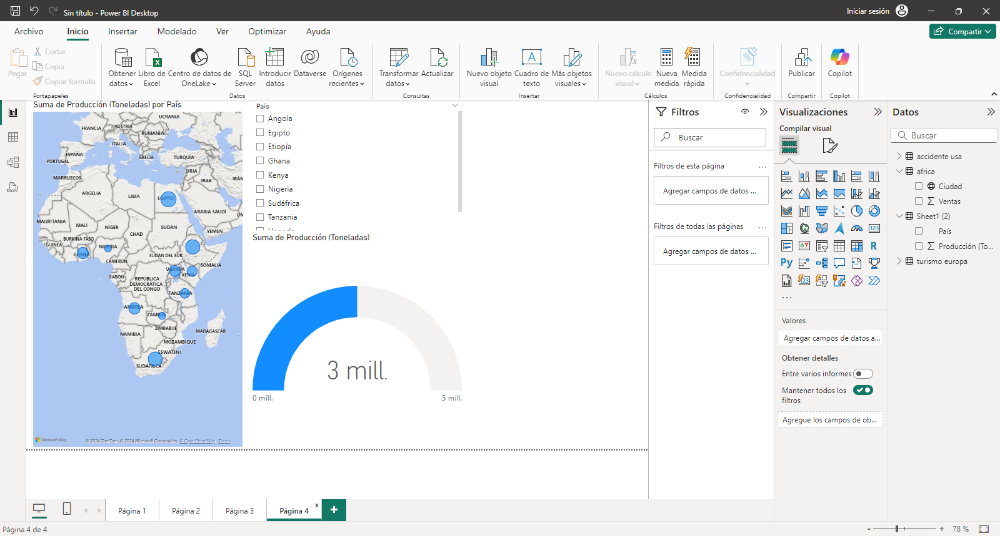 Sin título - Power BI Desktop
Iniciar sesión
Archivo
Inicio
Insertar
Modelado
Ver
Optimizar
Ayuda
Compartir
Pegar
Cortar
Copia
Copiar formato
Portapapeles
Obtener datos
Libro de Excel
Centro de datos de OneLake
SQL Server
Introducir datos
Dataverse
Orígenes recientes
Datos
Transformar datos
Actualizar
Consultas
Nuevo objeto visual
Cuadro de texto
Más objetos visuales
Insertar
Nuevo cálculo visual
Nueva medida
Medida rápida
Cálculos
Confidencialidad
Confidencialidad
Publicar
Compartir
Copilot
Copilot
Suma de Producción (Toneladas) por País
UCRANIA
FRANCIA
AUSTRIA
RUMANÍA
ITALIA
ESPAÑA
PORTUGAL
GRECIA
TURQUÍA
SIRIA
IRAK
IRÁN
MARRUECOS
ARGELIA
LIBIA
EGIPTO
ARABIA SAUDÍ
OM
MAURITANIA
MALÍ
NÍGER
CHAD
SUDÁN
YEMEN
BURKINA FASO
GUINEA
GHANA
NIGERIA
SUDÁN DEL SUR
CAMERÚN
SOMALIA
UGANDA
KENIA
GABÓN
REPÚBLICA DEMOCRÁTICA DEL CONGO
TANZANIA
ANGOLA
ZAMBIA
ZIMBABUE
MADAGASCAR
NAMIBIA
MOZAMBIQUE
ESWATINI
SUDÁFRICA
Microsoft Bing
© 2024 TomTom, © 2024 Microsoft Corporation, © OpenStreetMap Terms
País
Angola
Egipto
Etiopía
Ghana
Kenya
Nigeria
Sudáfrica
Tanzania
Suma de Producción (Toneladas)
3 mill.
0 mill.
5 mill.
Filtros
Buscar
Filtros de esta página
...
Agregar campos de datos ...
Filtros de todas las páginas
...
Agregar campos de datos ...
Visualizaciones
Compilar visual
123
R
Py
123
...
Valores
Agregar campos de datos a...
Obtener detalles
Entre varios informes
Mantener todos los filtros
Agregue los campos de ob...
Datos
Buscar
accidente usa
africa
Ciudad
Ventas
Sheet1 (2)
País
Producción (To...
turismo europa
Página 1
Página 2
Página 3
Página 4
x
+
Página 4 de 4
- + 78 %